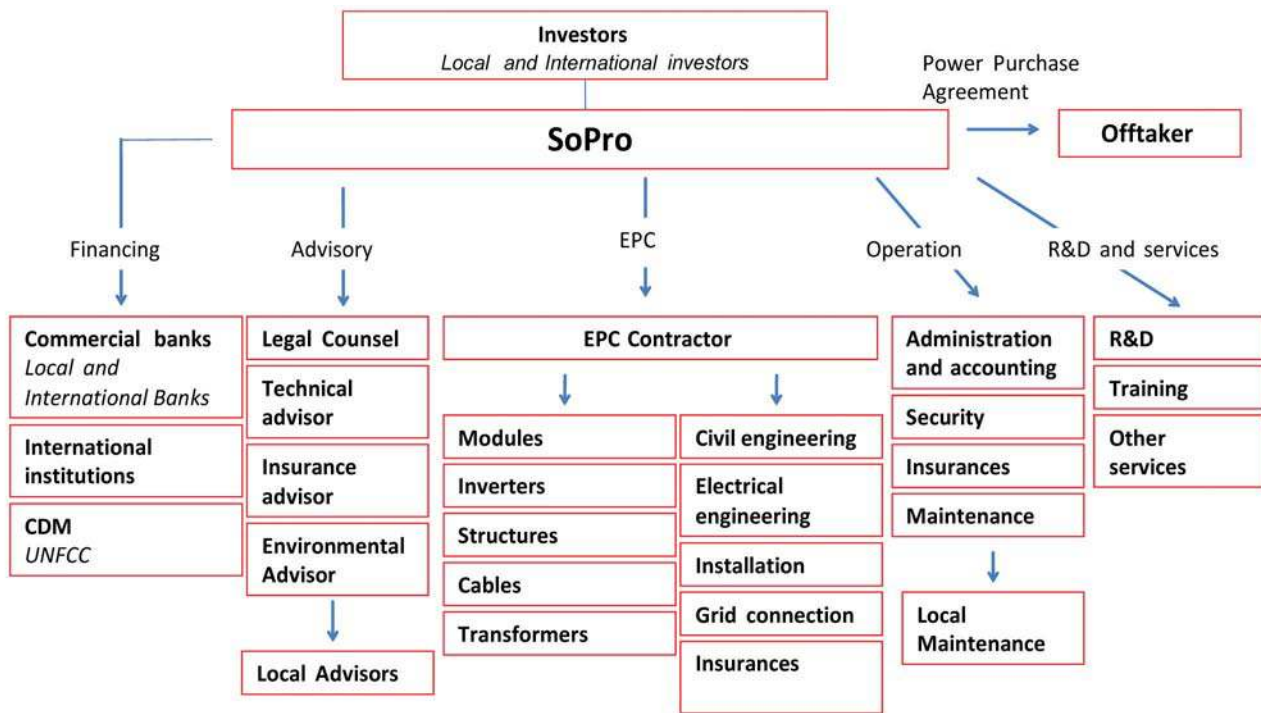 Investors
Local and International investors
Power Purchase
Agreement
SoPro
Offtaker
Financing
Advisory
EPC
Operation
R&D and services
Commercial banks
Local and
International Banks
International
institutions
CDM
UNFCC
Legal Counsel
Technical
advisor
Insurance
advisor
Environmental
Advisor
Local Advisors
EPC Contractor
Modules
Inverters
Structures
Cables
Transformers
Civil engineering
Electrical
engineering
Installation
Grid connection
Insurances
Administration
and accounting
Security
Insurances
Maintenance
Local
Maintenance
R&D
Training
Other
services